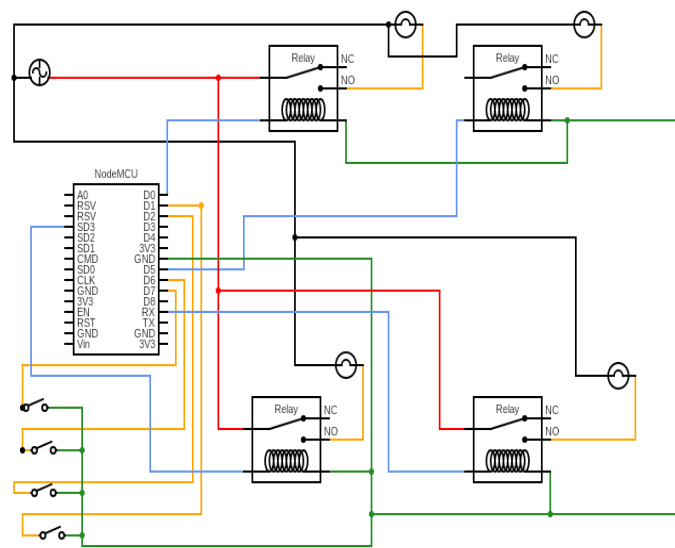 Relay
NC
NO
Relay
NC
NO
NodeMCU
A0 D0
RSV D1
RSV D2
SD3 D3
SD2 D4
SD1 3V3
CMD GND
SD0 D5
CLK D6
GND D7
3V3 D8
EN RX
RST TX
GND GND
Vin 3V3
Relay
NC
NO
Relay
NC
NO